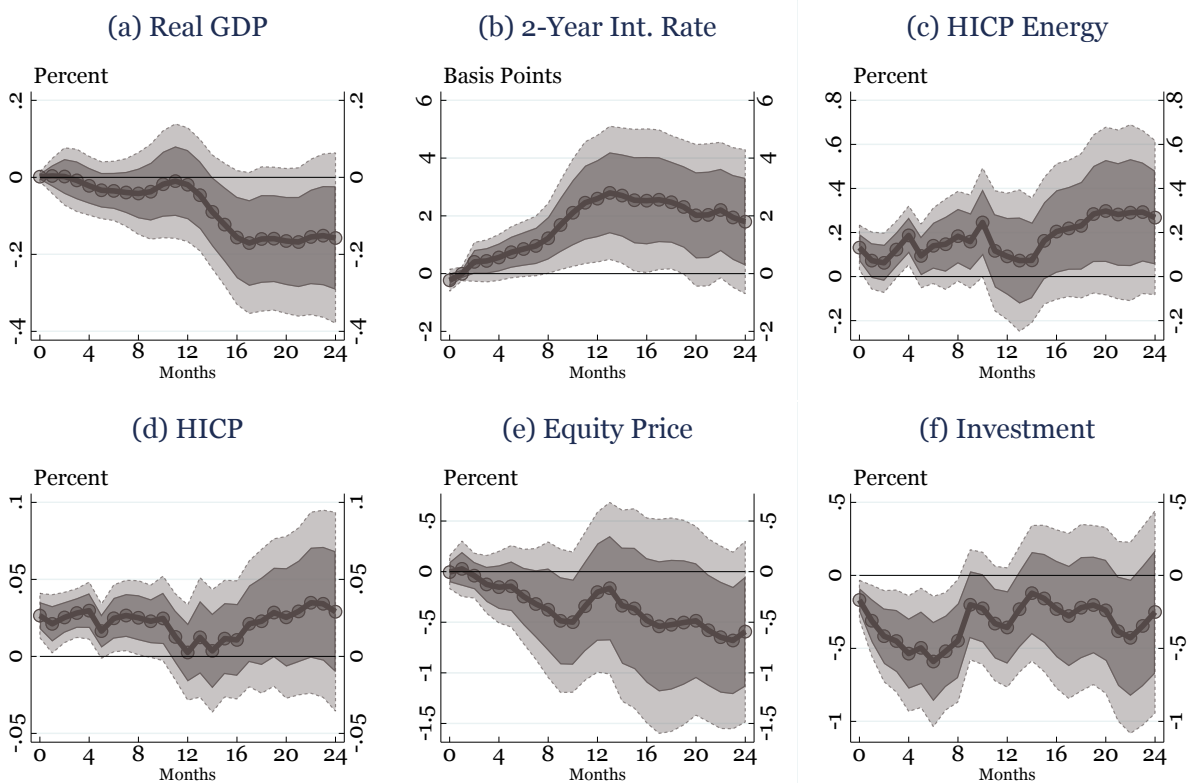 (a) Real GDP
Percent
.2 .2
0 0
-.2 -.2
-.4 -.4
0 4 8 12 16 20 24
Months
(b) 2-Year Int. Rate
Basis Points
6 6
4 4
2 2
0 0
-2 -2
0 4 8 12 16 20 24
Months
(c) HICP Energy
Percent
.8 .8
.6 .6
.4 .4
.2 .2
0 0
-.2 -.2
0 4 8 12 16 20 24
Months
(d) HICP
Percent
.1 .1
.05 .05
0 0
-.05 -.05
0 4 8 12 16 20 24
Months
(e) Equity Price
Percent
.5 .5
0 0
-.5 -.5
-1 -1
-1.5 -1.5
0 4 8 12 16 20 24
Months
(f) Investment
Percent
.5 .5
0 0
-.5 -.5
-1 -1
0 4 8 12 16 20 24
Months